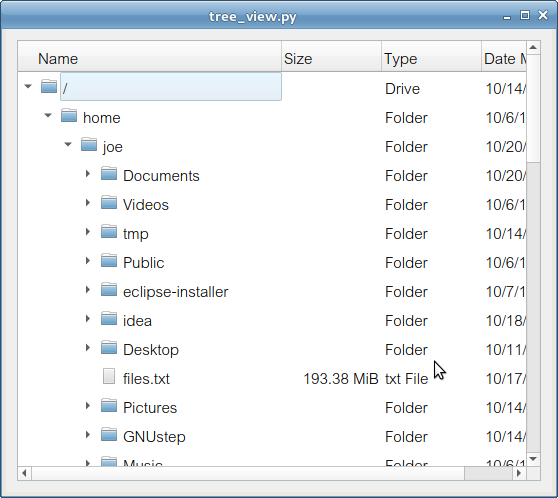 tree_view.py
Name Size Type Date M
/ Drive 10/14/
home Folder 10/6/1
joe Folder 10/20/
Documents Folder 10/20/
Videos Folder 10/6/1
tmp Folder 10/14/
Public Folder 10/6/1
eclipse-installer Folder 10/7/1
idea Folder 10/18/
Desktop Folder 10/11/
files.txt 193.38 MiB txt File 10/17/
Pictures Folder 10/14/
GNUstep Folder 10/14/
Music Folder 10/6/1